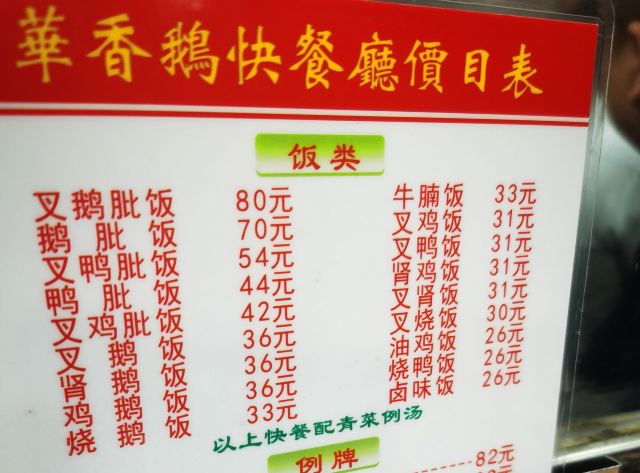 華香鵝快餐廳價目表
饭类
叉鹅肶饭 80元 牛腩饭 33元
鹅肶饭 70元 叉鸡饭 31元
叉鸭肶饭 54元 叉鸭饭 31元
鸭肶饭 44元 肾鸡饭 31元
叉鸡肶饭 42元 叉肾饭 31元
叉鹅饭 36元 叉烧饭 30元
肾鹅饭 36元 油鸡饭 26元
鸡鹅饭 36元 烧鸭饭 26元
烧鹅饭 33元 卤味饭 26元
以上快餐配青菜例汤
例牌
82元